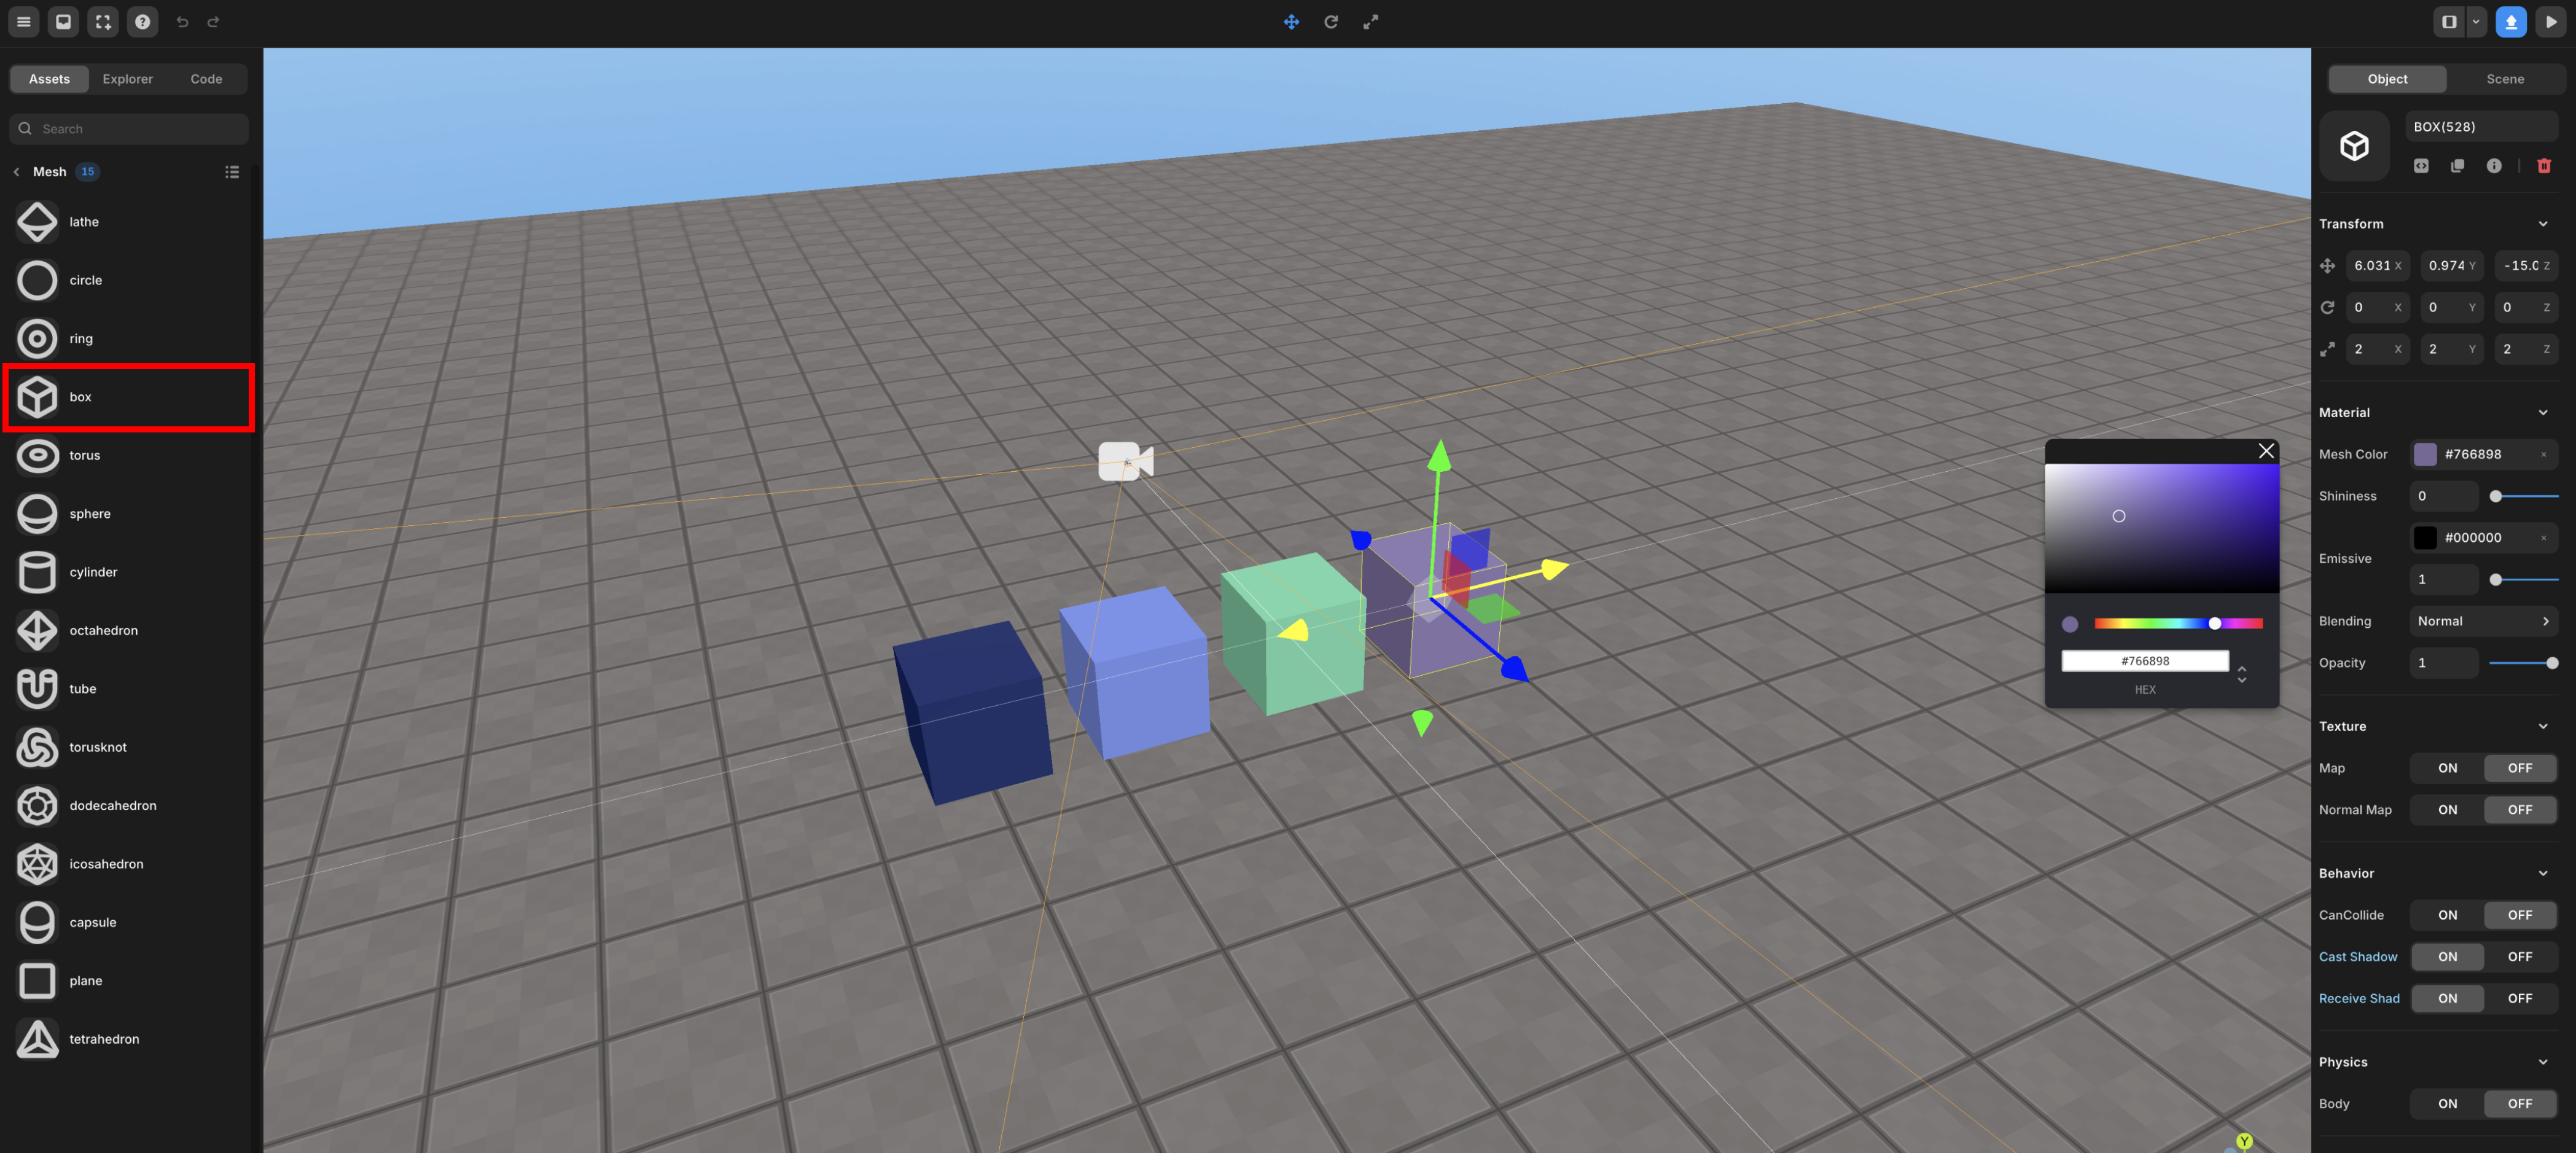 Assets Explorer Code
Search
Mesh 15
lathe
circle
ring
box
torus
sphere
cylinder
octahedron
tube
torusknot
dodecahedron
icosahedron
capsule
plane
tetrahedron
#766898
HEX
Y
Object Scene
BOX(528)
Transform
6.031 X 0.974 Y -15.0 Z
0 X 0 Y 0 Z
2 X 2 Y 2 Z
Material
Mesh Color #766898 ×
Shininess 0
#000000 ×
Emissive
1
Blending Normal
Opacity 1
Texture
Map ON OFF
Normal Map ON OFF
Behavior
CanCollide ON OFF
Cast Shadow ON OFF
Receive Shad ON OFF
Physics
Body ON OFF